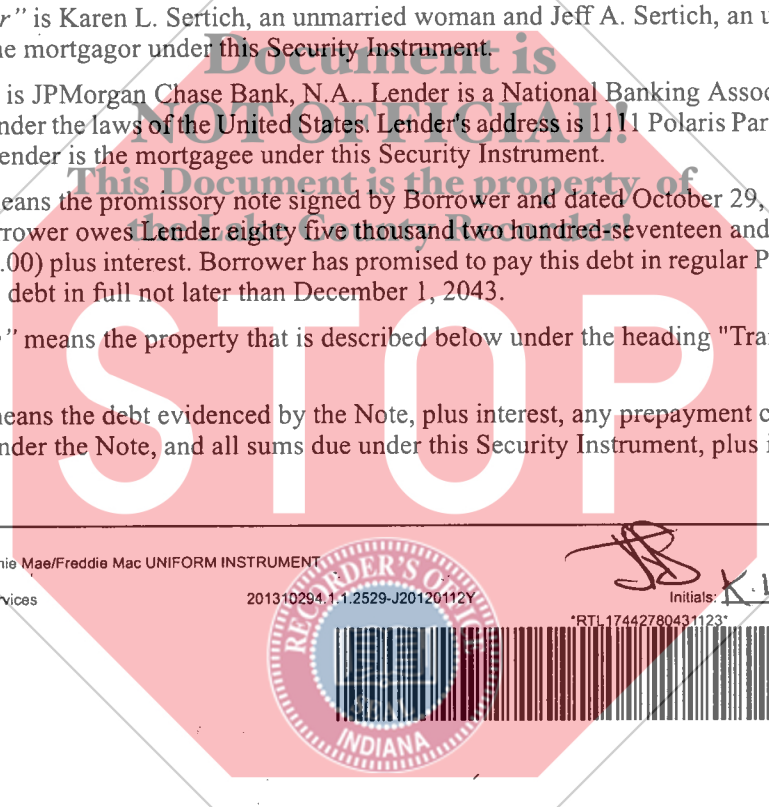 r" is Karen L. Sertich, an unmarried woman and Jeff A. Sertich, an u
he mortgagor under this Security Instrument.
Document is
is JPMorgan Chase Bank, N.A.. Lender is a National Banking Assoc
NOT OFFICIAL!
nder the laws of the United States. Lender's address is 1111 Polaris Par
ender is the mortgagee under this Security Instrument.
This Document is the property of
eans the promissory note signed by Borrower and dated October 29,
the Lake County Recorder!
rrower owes Lender eighty five thousand two hundred-seventeen and
.00) plus interest. Borrower has promised to pay this debt in regular P
debt in full not later than December 1, 2043.
" means the property that is described below under the heading "Tra
STOP
eans the debt evidenced by the Note, plus interest, any prepayment c
nder the Note, and all sums due under this Security Instrument, plus i
nie Mae/Freddie Mac UNIFORM INSTRUMENT
rvices
201310294.1.1.2529-J20120112Y
Initials: K.
*RTL17442780431123*
RECORDER'S OFFICE
SEAL
INDIANA